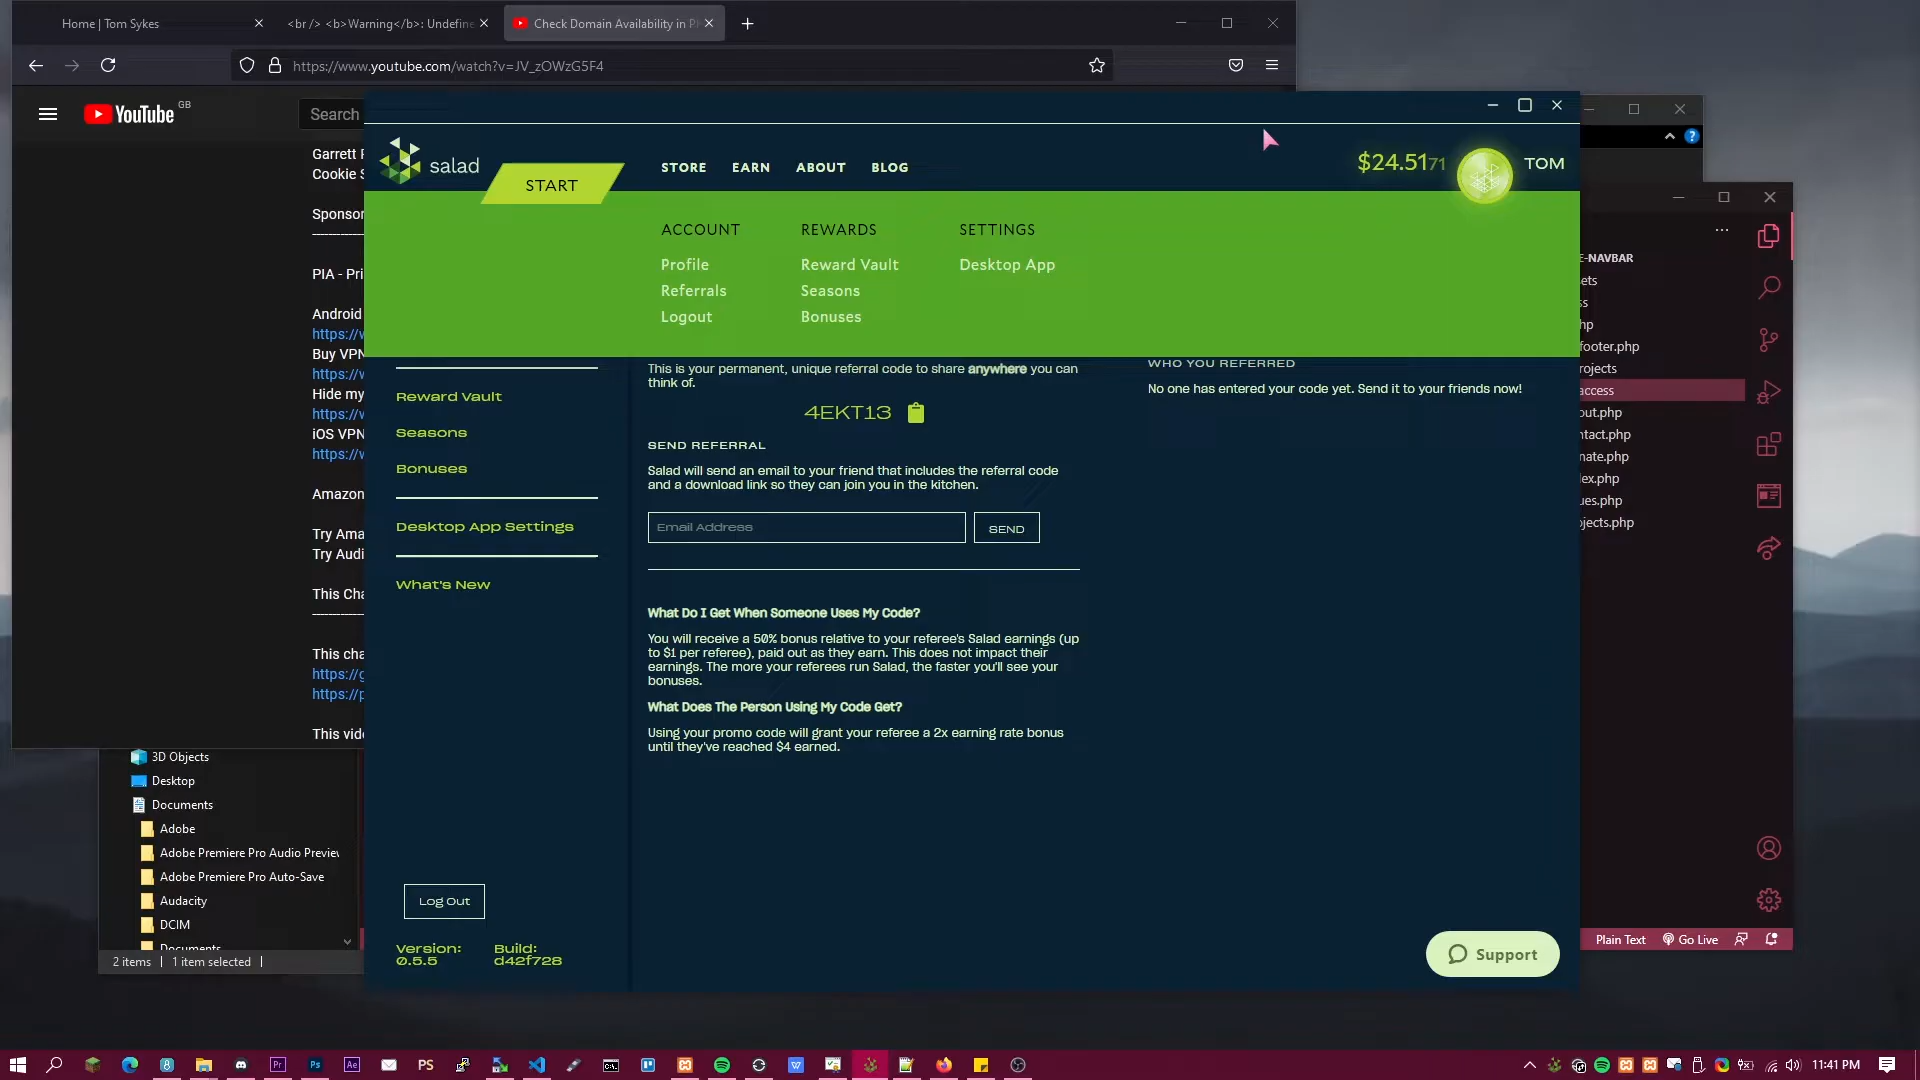 Home | Tom Sykes
<br /> <b>Warning</b>: Undefine
Check Domain Availability in P
https://www.youtube.com/watch?v=JV_zOWzG5F4
YouTube GB
Search
Garrett
Cookie S
Sponsor
PIA - Pri
Android
https://w
Buy VPN
https://w
Hide my
https://w
iOS VPN
https://w
Amazon
Try Ama
Try Audi
This Cha
This cha
https://g
https://p
This vide
salad
START
STORE
EARN
ABOUT
BLOG
$24.5171
TOM
ACCOUNT
REWARDS
SETTINGS
Profile
Reward Vault
Desktop App
Referrals
Seasons
Logout
Bonuses
Reward Vault
Seasons
Bonuses
Desktop App Settings
What's New
Log Out
Version:
0.5.5
Build:
d42f728
This is your permanent, unique referral code to share anywhere you can
think of.
4EKT13
SEND REFERRAL
Salad will send an email to your friend that includes the referral code
and a download link so they can join you in the kitchen.
Email Address
SEND
What Do I Get When Someone Uses My Code?
You will receive a 50% bonus relative to your referee's Salad earnings (up
to $1 per referee), paid out as they earn. This does not impact their
earnings. The more your referees run Salad, the faster you'll see your
bonuses.
What Does The Person Using My Code Get?
Using your promo code will grant your referee a 2x earning rate bonus
until they've reached $4 earned.
WHO YOU REFERRED
No one has entered your code yet. Send it to your friends now!
Support
E-NAVBAR
ets
ss
hp
footer.php
rojects
access
out.php
ntact.php
nate.php
lex.php
ues.php
ojects.php
Plain Text
Go Live
3D Objects
Desktop
Documents
Adobe
Adobe Premiere Pro Audio Previe
Adobe Premiere Pro Auto-Save
Audacity
DCIM
Documents
2 items
1 item selected
Pr
Ps
Ae
PS
11:41 PM